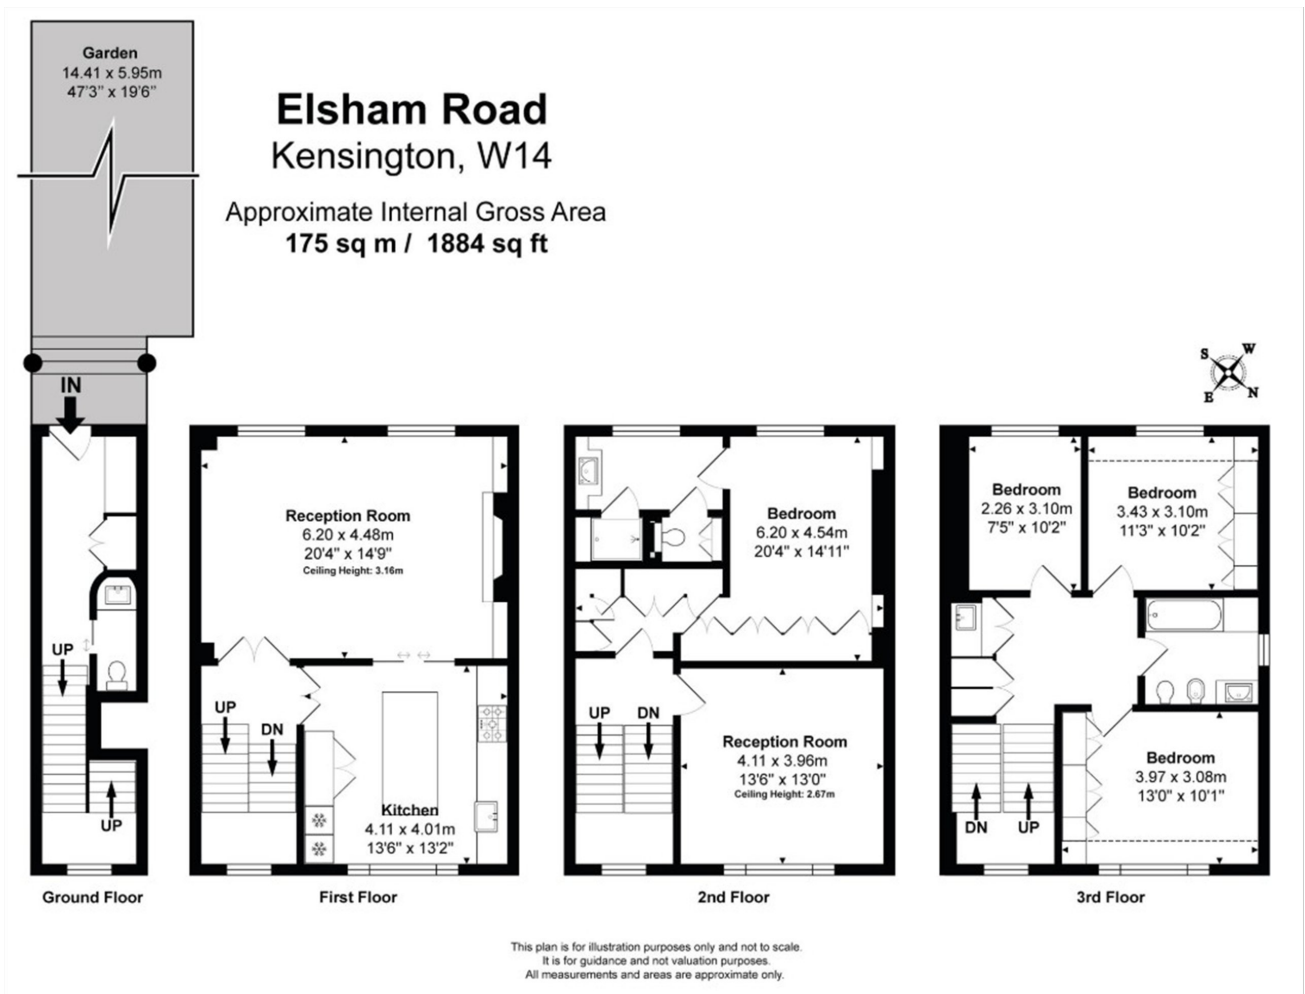 Garden
14.41 x 5.95m
47'3" x 19'6"
Elsham Road
Kensington, W14
Approximate Internal Gross Area
175 sq m / 1884 sq ft
IN
S W
E N
UP
UP
Ground Floor
Reception Room
6.20 x 4.48m
20'4" x 14'9"
Ceiling Height: 3.16m
UP
DN
Kitchen
4.11 x 4.01m
13'6" x 13'2"
First Floor
Bedroom
6.20 x 4.54m
20'4" x 14'11"
UP
DN
Reception Room
4.11 x 3.96m
13'6" x 13'0"
Ceiling Height: 2.67m
2nd Floor
Bedroom
2.26 x 3.10m
7'5" x 10'2"
Bedroom
3.43 x 3.10m
11'3" x 10'2"
Bedroom
3.97 x 3.08m
13'0" x 10'1"
DN
UP
3rd Floor
This plan is for illustration purposes only and not to scale.
It is for guidance and not valuation purposes.
All measurements and areas are approximate only.